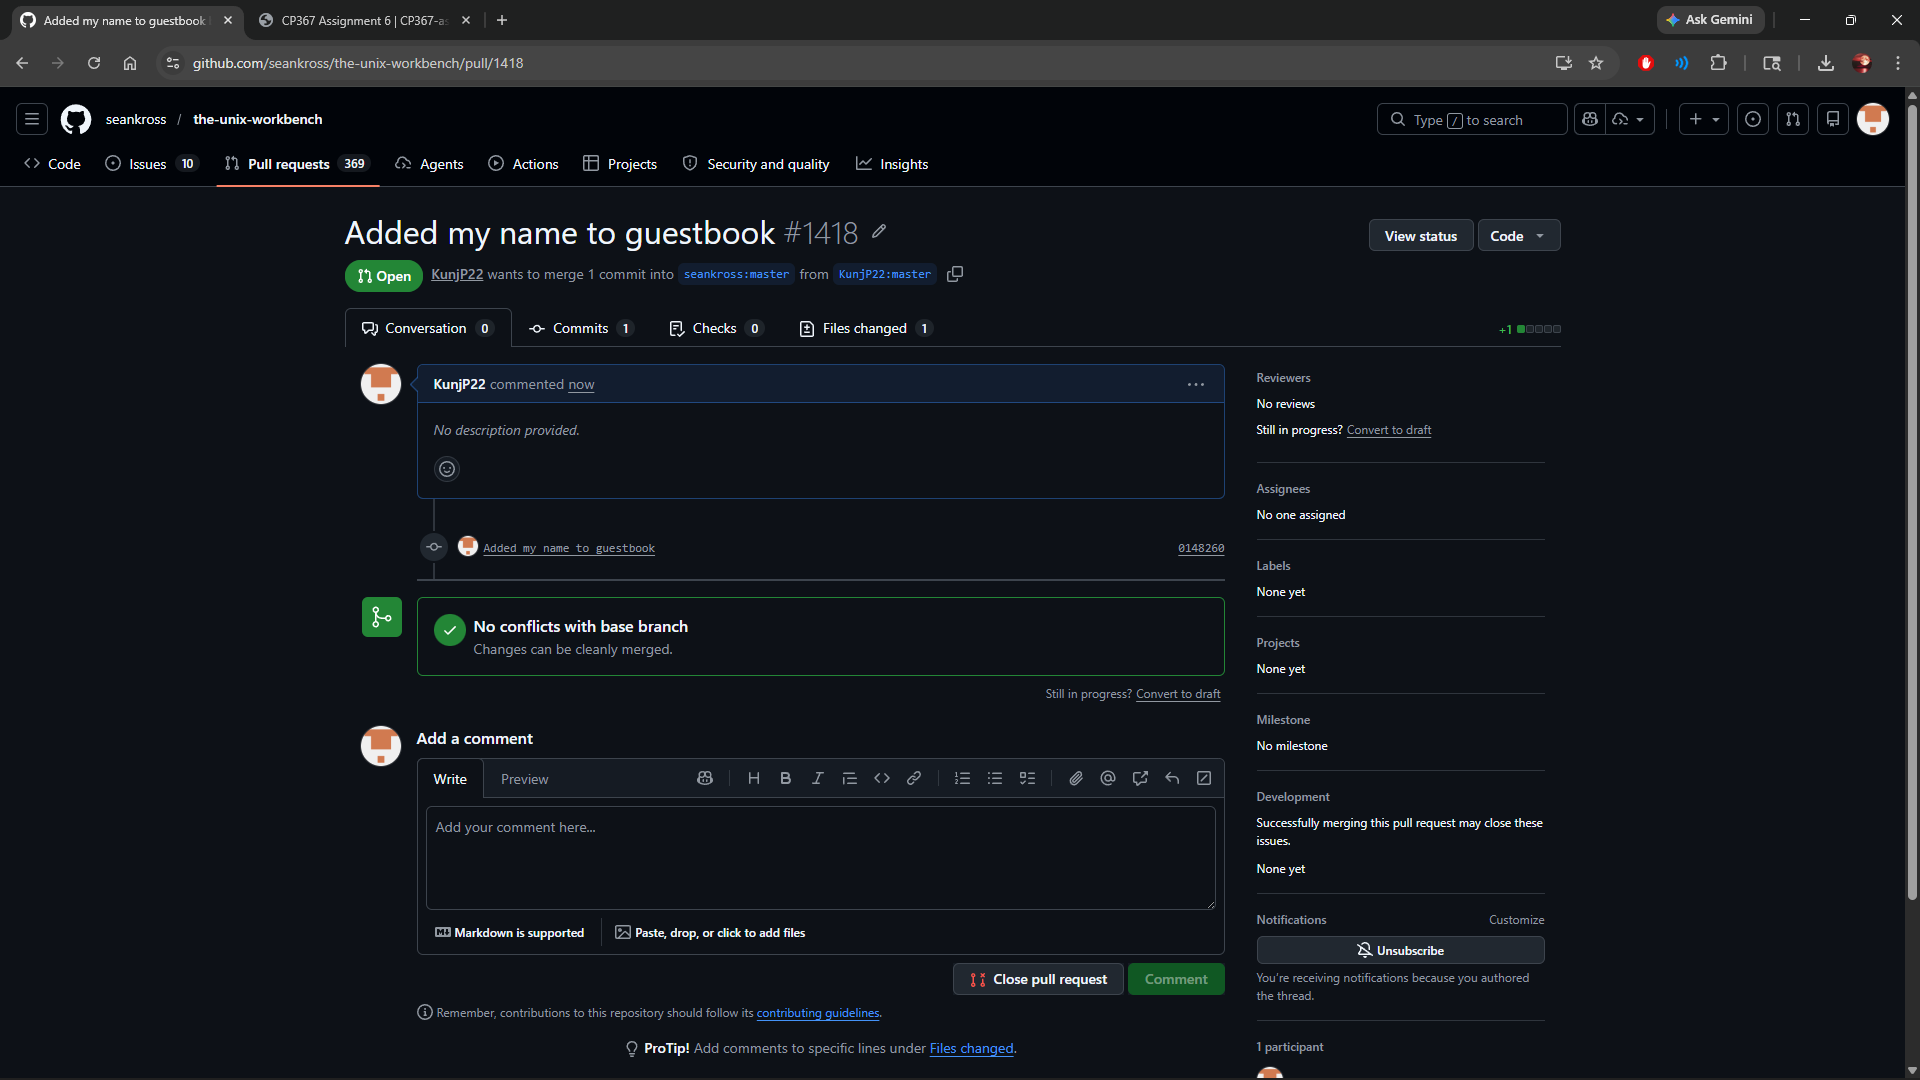 Added my name to guestbook
CP367 Assignment 6 | CP367-as
Ask Gemini
github.com/seankross/the-unix-workbench/pull/1418
seankross / the-unix-workbench
Type / to search
Code
Issues 10
Pull requests 369
Agents
Actions
Projects
Security and quality
Insights
Added my name to guestbook #1418
View status
Code
Open
KunjP22 wants to merge 1 commit into seankross:master from KunjP22:master
Conversation 0
Commits 1
Checks 0
Files changed 1
+1
KunjP22 commented now
No description provided.
Added my name to guestbook
0148260
No conflicts with base branch
Changes can be cleanly merged.
Still in progress? Convert to draft
Add a comment
Write
Preview
Add your comment here...
Markdown is supported
Paste, drop, or click to add files
Close pull request
Comment
Remember, contributions to this repository should follow its contributing guidelines.
ProTip! Add comments to specific lines under Files changed.
Reviewers
No reviews
Still in progress? Convert to draft
Assignees
No one assigned
Labels
None yet
Projects
None yet
Milestone
No milestone
Development
Successfully merging this pull request may close these
issues.
None yet
Notifications
Customize
Unsubscribe
You're receiving notifications because you authored
the thread.
1 participant